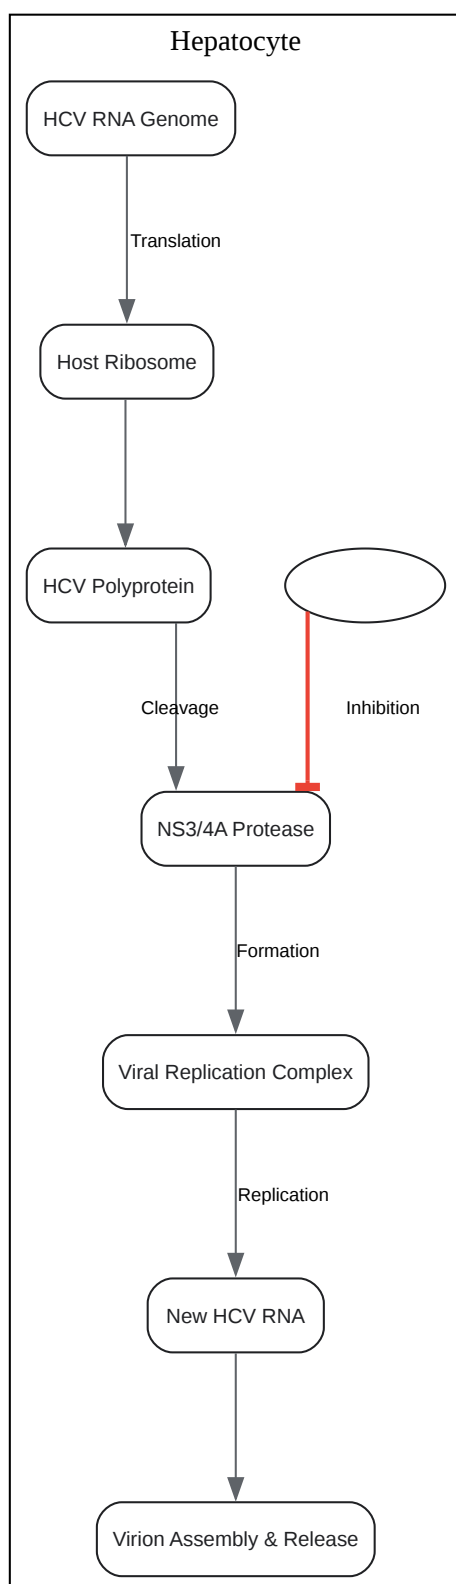 Hepatocyte
HCV RNA Genome
Translation
Host Ribosome
HCV Polyprotein
Cleavage
Inhibition
NS3/4A Protease
Formation
Viral Replication Complex
Replication
New HCV RNA
Virion Assembly & Release